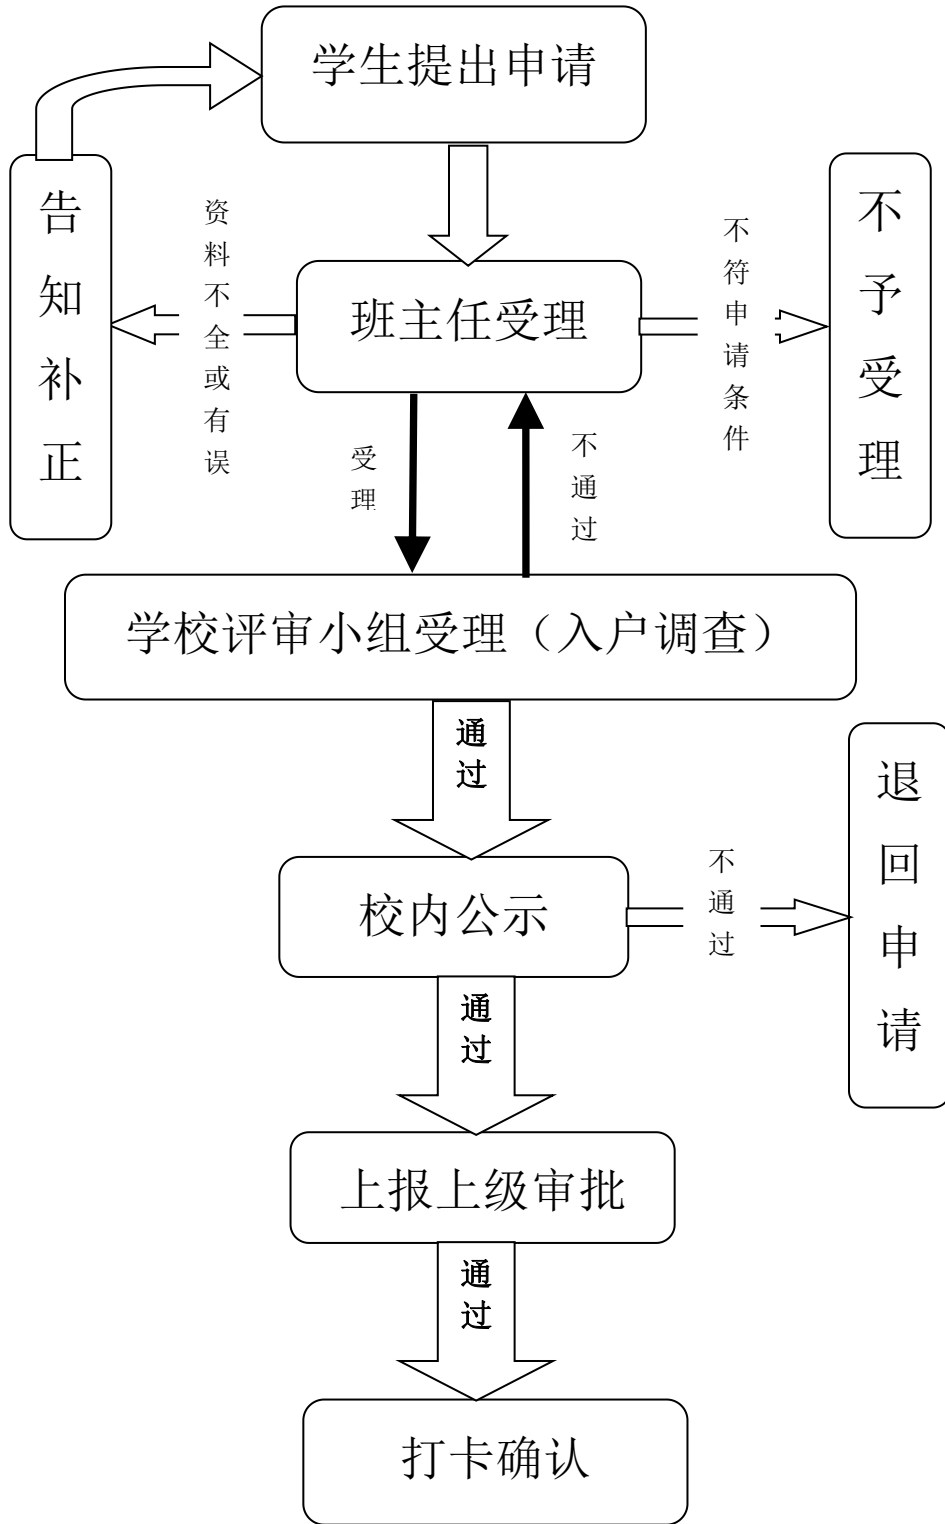 学生提出申请
告知补正
资料不全或有误
班主任受理
不符申请条件
不予受理
受理
不通过
学校评审小组受理（入户调查）
通过
校内公示
不通过
退回申请
通过
上报上级审批
通过
打卡确认